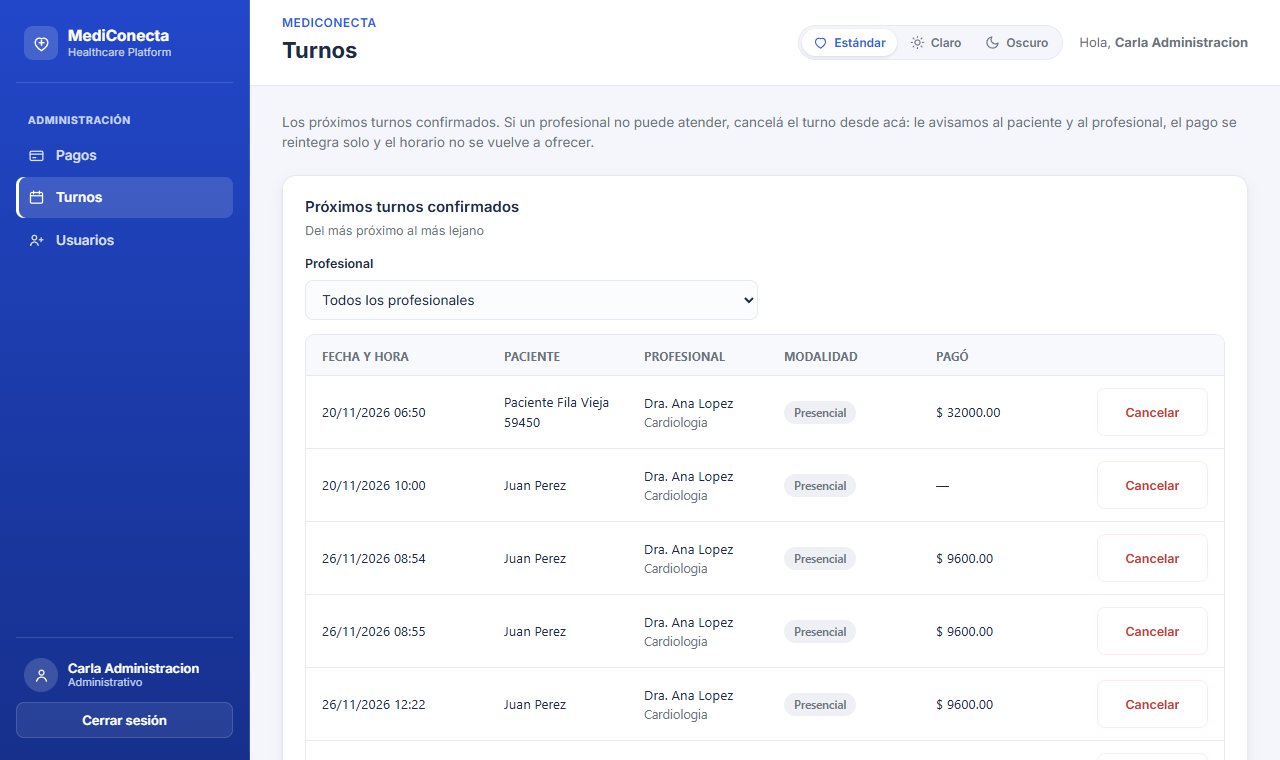 MediConecta
Healthcare Platform
ADMINISTRACIÓN
Pagos
Turnos
Usuarios
Carla Administracion
Administrativo
Cerrar sesión
MEDICONECTA
Turnos
Estándar
Claro
Oscuro
Hola, Carla Administracion
Los próximos turnos confirmados. Si un profesional no puede atender, cancelá el turno desde acá: le avisamos al paciente y al profesional, el pago se
reintegra solo y el horario no se vuelve a ofrecer.
Próximos turnos confirmados
Del más próximo al más lejano
Profesional
Todos los profesionales
FECHA Y HORA PACIENTE PROFESIONAL MODALIDAD PAGÓ
20/11/2026 06:50 Paciente Fila Vieja 59450 Dra. Ana Lopez Cardiologia Presencial $ 32000.00 Cancelar
20/11/2026 10:00 Juan Perez Dra. Ana Lopez Cardiologia Presencial — Cancelar
26/11/2026 08:54 Juan Perez Dra. Ana Lopez Cardiologia Presencial $ 9600.00 Cancelar
26/11/2026 08:55 Juan Perez Dra. Ana Lopez Cardiologia Presencial $ 9600.00 Cancelar
26/11/2026 12:22 Juan Perez Dra. Ana Lopez Cardiologia Presencial $ 9600.00 Cancelar